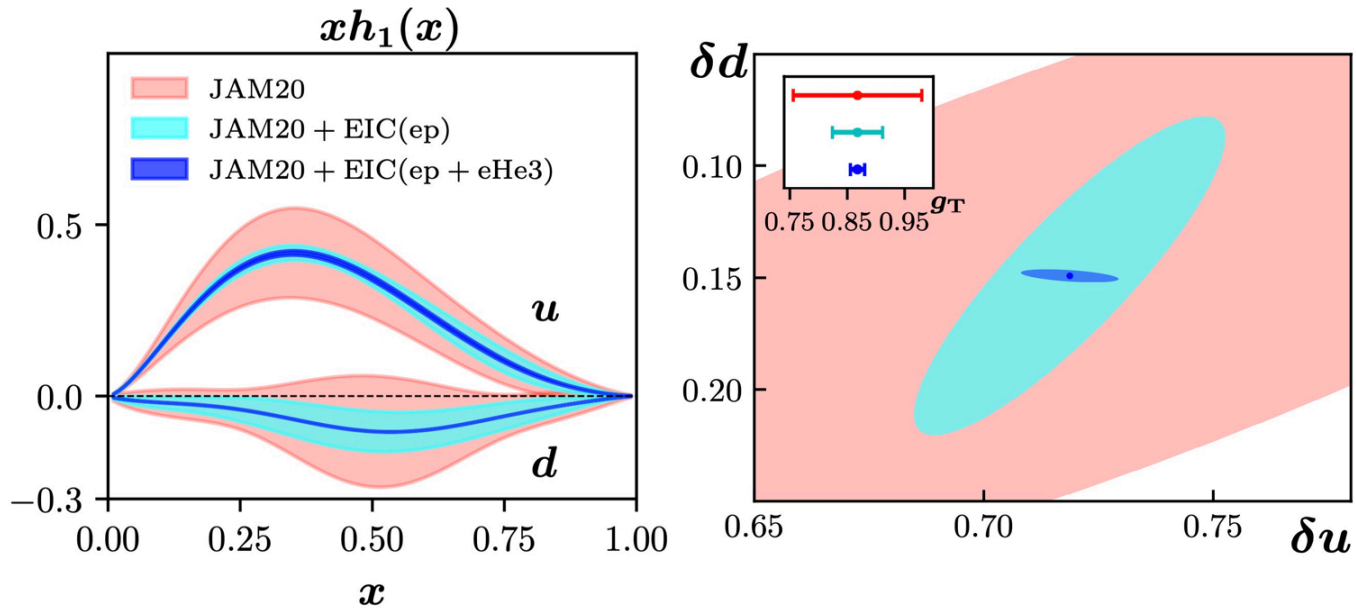 xh₁(x)
JAM20
JAM20 + EIC(ep)
JAM20 + EIC(ep + eHe3)
0.5
0.0
−0.3
u
d
0.00 0.25 0.50 0.75 1.00
x
δd
0.10
0.15
0.20
0.75 0.85 0.95
g_T
0.65 0.70 0.75
δu